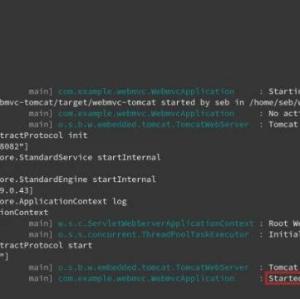 main] com.example.webmvc.WebmvcApplication : Startin
bmvc-tomcat/target/webmvc-tomcat started by seb in /home/seb/w
main] com.example.webmvc.WebmvcApplication : No acti
main] o.s.b.w.embedded.tomcat.TomcatWebServer : Tomcat
tractProtocol init
8082"]
ore.StandardService startInternal
ore.StandardEngine startInternal
9.0.43]
ore.ApplicationContext log
ionContext
main] w.s.c.ServletWebServerApplicationContext : Root We
main] o.s.s.concurrent.ThreadPoolTaskExecutor : Initial
tractProtocol start
"]
main] o.s.b.w.embedded.tomcat.TomcatWebServer : Tomcat
main] com.example.webmvc.WebmvcApplication : Starte